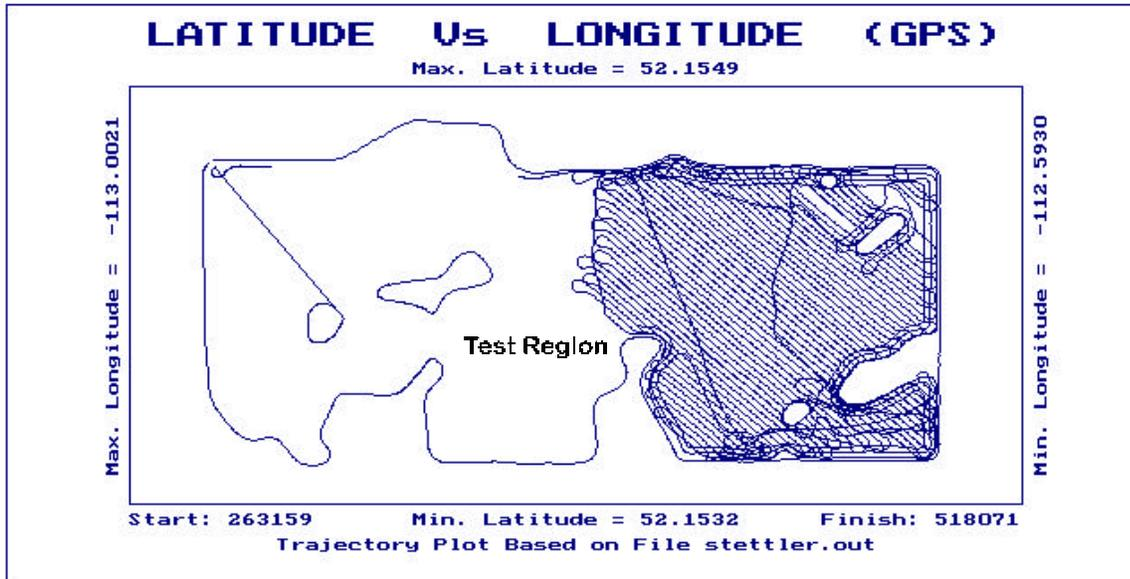 LATITUDE Vs LONGITUDE (GPS)
Max. Latitude = 52.1549
Max. Longitude = -113.0021
Min. Longitude = -112.5930
Test Region
Start: 263159 Min. Latitude = 52.1532 Finish: 518071
Trajectory Plot Based on File stettler.out